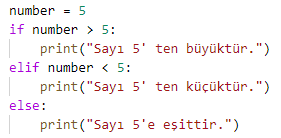 number = 5
if number > 5:
    print("Sayı 5' ten büyüktür.")
elif number < 5:
    print("Sayı 5' ten küçüktür.")
else:
    print("Sayı 5'e eşittir.")